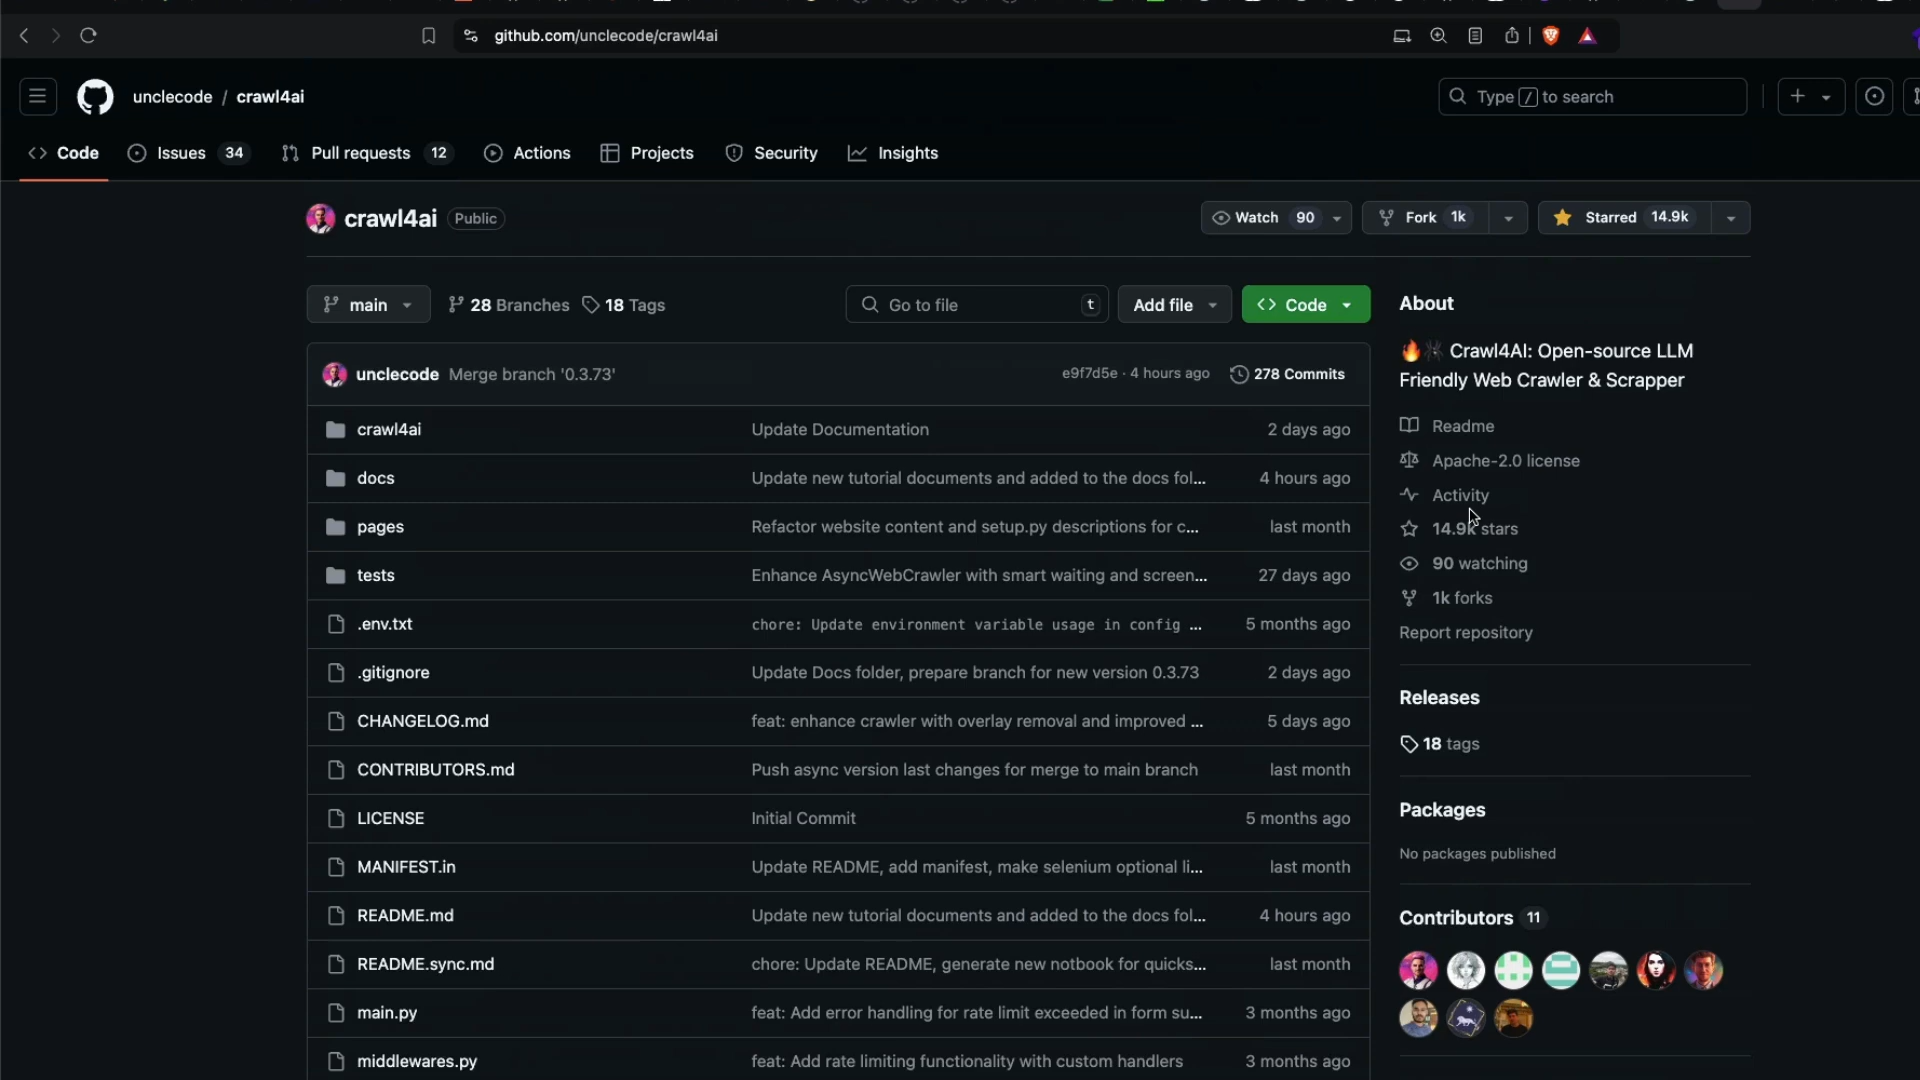 github.com/unclecode/crawl4ai
unclecode / crawl4ai
Type / to search
Code
Issues 34
Pull requests 12
Actions
Projects
Security
Insights
crawl4ai Public
Watch 90
Fork 1k
Starred 14.9k
main
28 Branches
18 Tags
Go to file t
Add file
Code
unclecode Merge branch '0.3.73' e9f7d5e · 4 hours ago 278 Commits
crawl4ai Update Documentation 2 days ago
docs Update new tutorial documents and added to the docs fol... 4 hours ago
pages Refactor website content and setup.py descriptions for c... last month
tests Enhance AsyncWebCrawler with smart waiting and screen... 27 days ago
.env.txt chore: Update environment variable usage in config ... 5 months ago
.gitignore Update Docs folder, prepare branch for new version 0.3.73 2 days ago
CHANGELOG.md feat: enhance crawler with overlay removal and improved ... 5 days ago
CONTRIBUTORS.md Push async version last changes for merge to main branch last month
LICENSE Initial Commit 5 months ago
MANIFEST.in Update README, add manifest, make selenium optional li... last month
README.md Update new tutorial documents and added to the docs fol... 4 hours ago
README.sync.md chore: Update README, generate new notbook for quicks... last month
main.py feat: Add error handling for rate limit exceeded in form su... 3 months ago
middlewares.py feat: Add rate limiting functionality with custom handlers 3 months ago
About
🔥🕷️ Crawl4AI: Open-source LLM
Friendly Web Crawler & Scrapper
Readme
Apache-2.0 license
Activity
14.9k stars
90 watching
1k forks
Report repository
Releases
18 tags
Packages
No packages published
Contributors 11